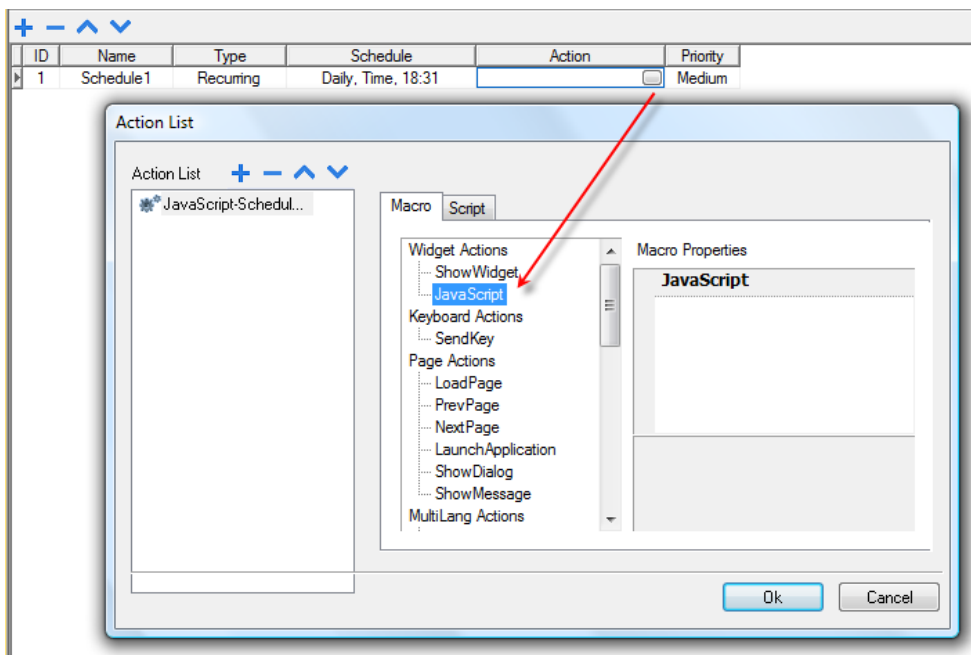 ID Name Type Schedule Action Priority
1 Schedule1 Recurring Daily, Time, 18:31 Medium
Action List
Action List
JavaScript-Schedul...
Macro Script
Widget Actions
ShowWidget
JavaScript
Keyboard Actions
SendKey
Page Actions
LoadPage
PrevPage
NextPage
LaunchApplication
ShowDialog
ShowMessage
MultiLang Actions
Macro Properties
JavaScript
Ok Cancel